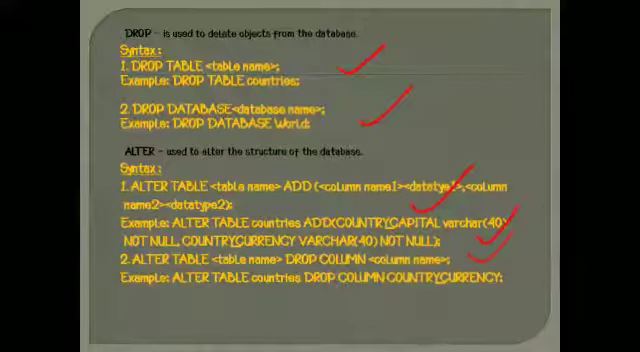 DROP - is used to delete objects from the database.
Syntax :
1. DROP TABLE <table name>;
Example: DROP TABLE countries;
2. DROP DATABASE<database name>;
Example: DROP DATABASE World;
ALTER - used to alter the structure of the database.
Syntax :
1. ALTER TABLE <table name> ADD (<column name1><datatye1>,<column
name2><datatype2);
Example: ALTER TABLE countries ADD(COUNTRYCAPITAL varchar(40)
NOT NULL, COUNTRYCURRENCY VARCHAR(40) NOT NULL);
2. ALTER TABLE <table name> DROP COLUMN <column name>;
Example: ALTER TABLE countries DROP COLUMN COUNTRYCURRENCY;